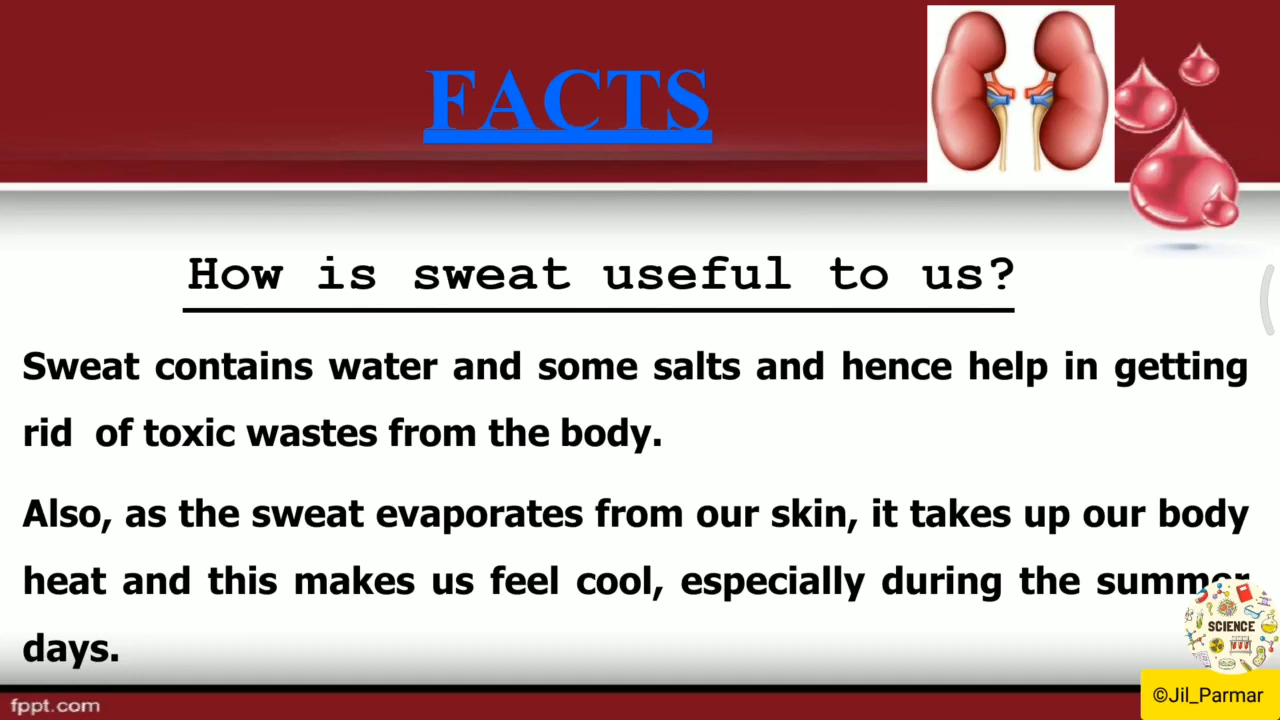 FACTS
How is sweat useful to us?
Sweat contains water and some salts and hence help in getting
rid of toxic wastes from the body.
Also, as the sweat evaporates from our skin, it takes up our body
heat and this makes us feel cool, especially during the summer
days.
SCIENCE
©Jil_Parmar
fppt.com